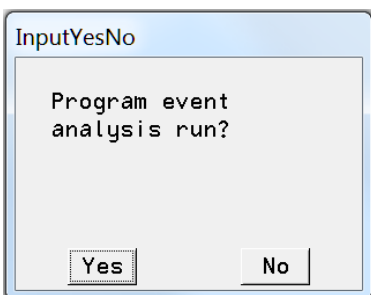 InputYesNo
Program event
analysis run?
Yes No